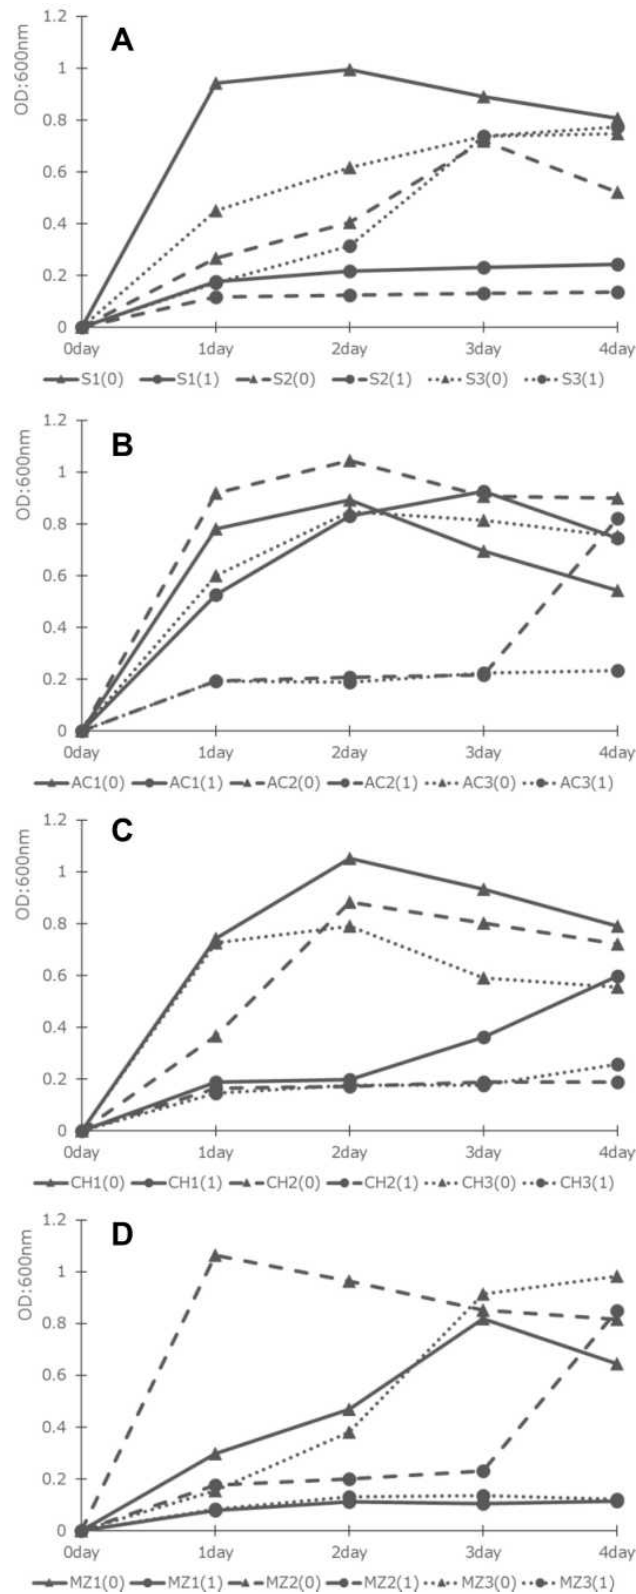 A
OD:600nm
1.2
1
0.8
0.6
0.4
0.2
0
0day 1day 2day 3day 4day
S1(0) S1(1) S2(0) S2(1) S3(0) S3(1)
B
OD:600nm
1.2
1
0.8
0.6
0.4
0.2
0
0day 1day 2day 3day 4day
AC1(0) AC1(1) AC2(0) AC2(1) AC3(0) AC3(1)
C
OD:600nm
1.2
1
0.8
0.6
0.4
0.2
0
0day 1day 2day 3day 4day
CH1(0) CH1(1) CH2(0) CH2(1) CH3(0) CH3(1)
D
OD:600nm
1.2
1
0.8
0.6
0.4
0.2
0
0day 1day 2day 3day 4day
MZ1(0) MZ1(1) MZ2(0) MZ2(1) MZ3(0) MZ3(1)